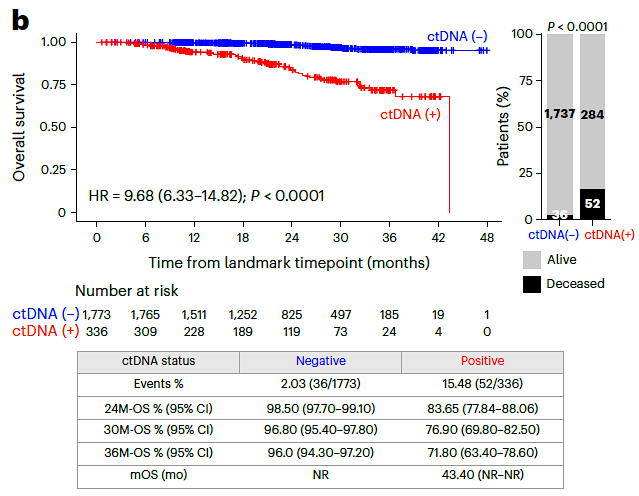 b
ctDNA (–)
1.00
0.75
0.50
0.25
0
Overall survival
ctDNA (+)
HR = 9.68 (6.33–14.82); P < 0.0001
0 6 12 18 24 30 36 42 48
Time from landmark timepoint (months)
P < 0.0001
100
75
50
25
0
Patients (%)
1,737 284
36 52
ctDNA(–) ctDNA(+)
Alive
Deceased
Number at risk
ctDNA (–) 1,773 1,765 1,511 1,252 825 497 185 19 1
ctDNA (+) 336 309 228 189 119 73 24 4 0
ctDNA status Negative Positive
Events % 2.03 (36/1773) 15.48 (52/336)
24M-OS % (95% CI) 98.50 (97.70–99.10) 83.65 (77.84–88.06)
30M-OS % (95% CI) 96.80 (95.40–97.80) 76.90 (69.80–82.50)
36M-OS % (95% CI) 96.0 (94.30–97.20) 71.80 (63.40–78.60)
mOS (mo) NR 43.40 (NR–NR)